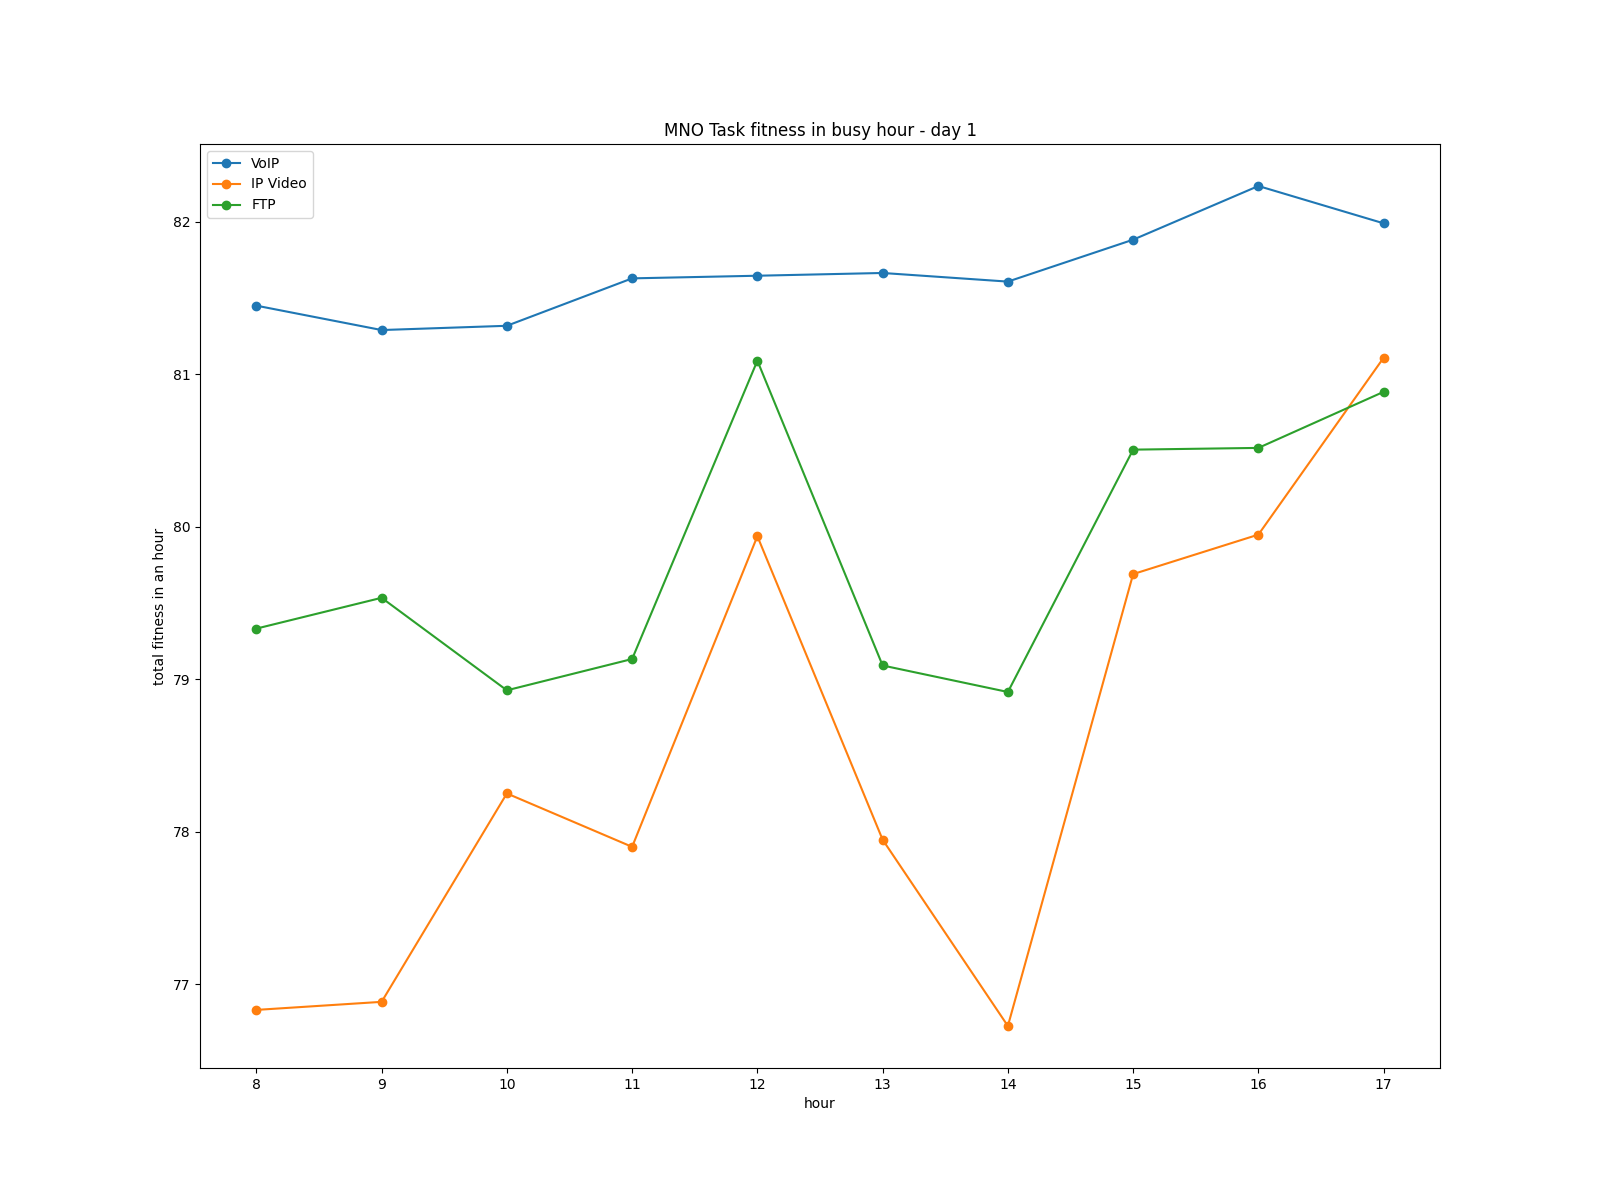 MNO Task fitness in busy hour - day 1
VoIP
IP Video
FTP
82
81
80
79
78
77
total fitness in an hour
8 9 10 11 12 13 14 15 16 17
hour